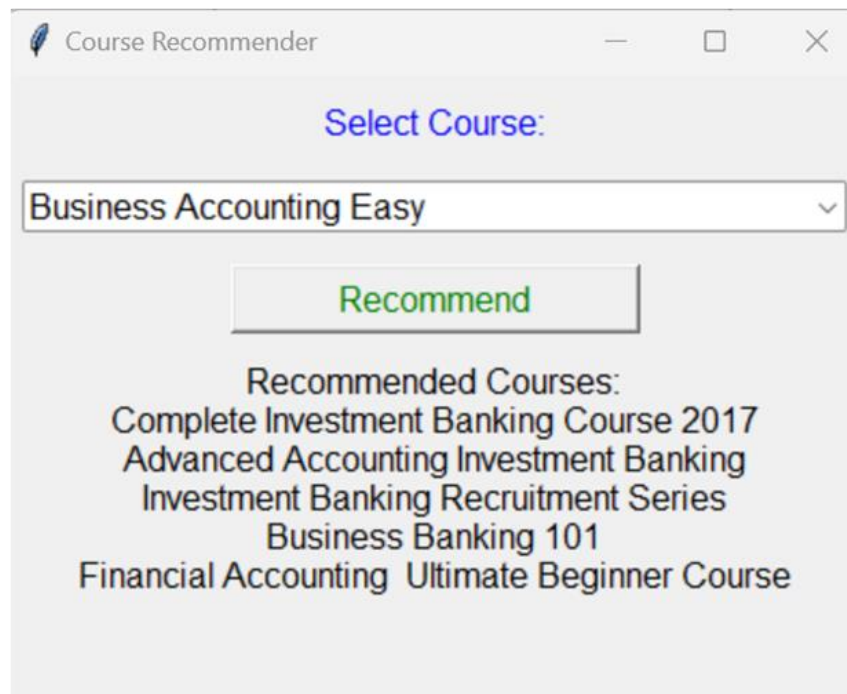 Course Recommender
Select Course:
Business Accounting Easy
Recommend
Recommended Courses:
Complete Investment Banking Course 2017
Advanced Accounting Investment Banking
Investment Banking Recruitment Series
Business Banking 101
Financial Accounting  Ultimate Beginner Course